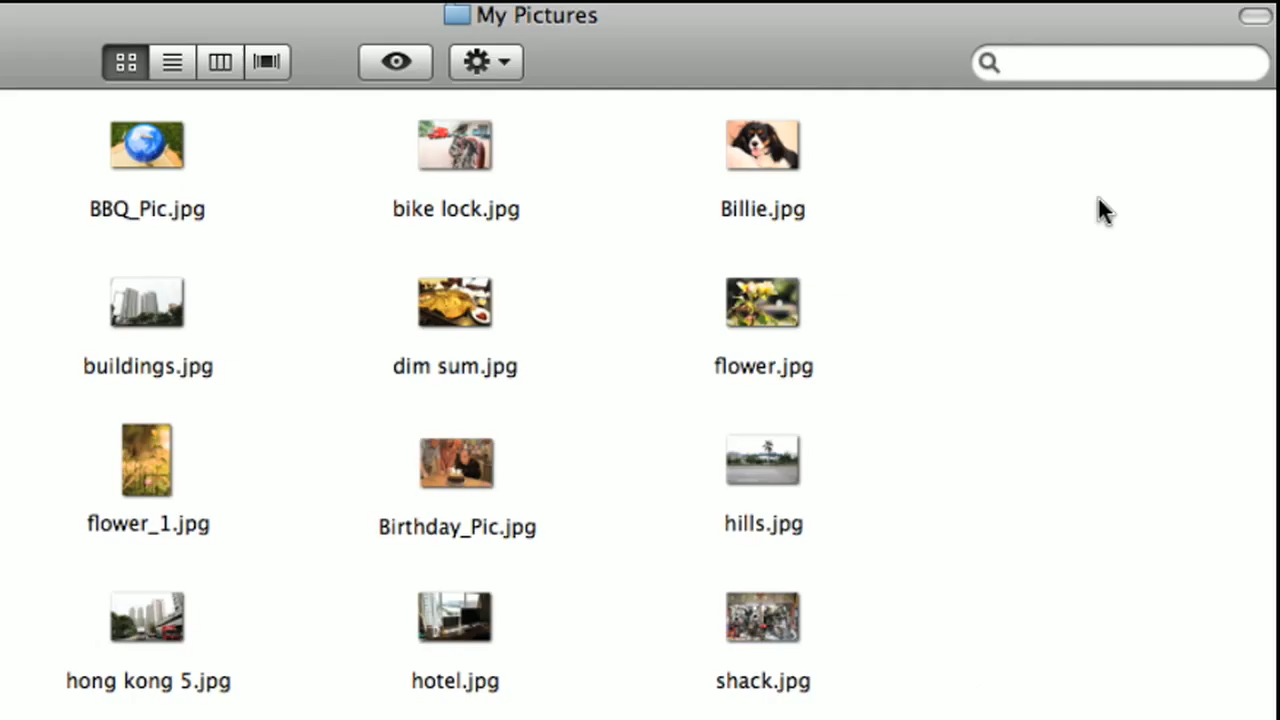 My Pictures
BBQ_Pic.jpg
bike lock.jpg
Billie.jpg
buildings.jpg
dim sum.jpg
flower.jpg
flower_1.jpg
Birthday_Pic.jpg
hills.jpg
hong kong 5.jpg
hotel.jpg
shack.jpg